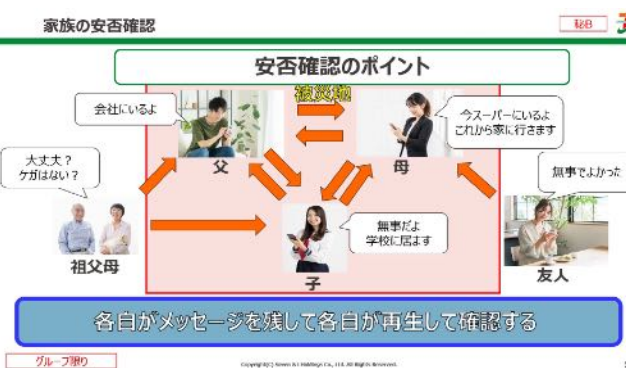 家族の安否確認
秘B
安否確認のポイント
被災地
会社にいるよ
今スーパーにいるよ
これから家に行きます
大丈夫？
ケガはない？
父
母
無事でよかった
無事だよ
学校に居ます
祖父母
子
友人
各自がメッセージを残して各自が再生して確認する
グループ限り